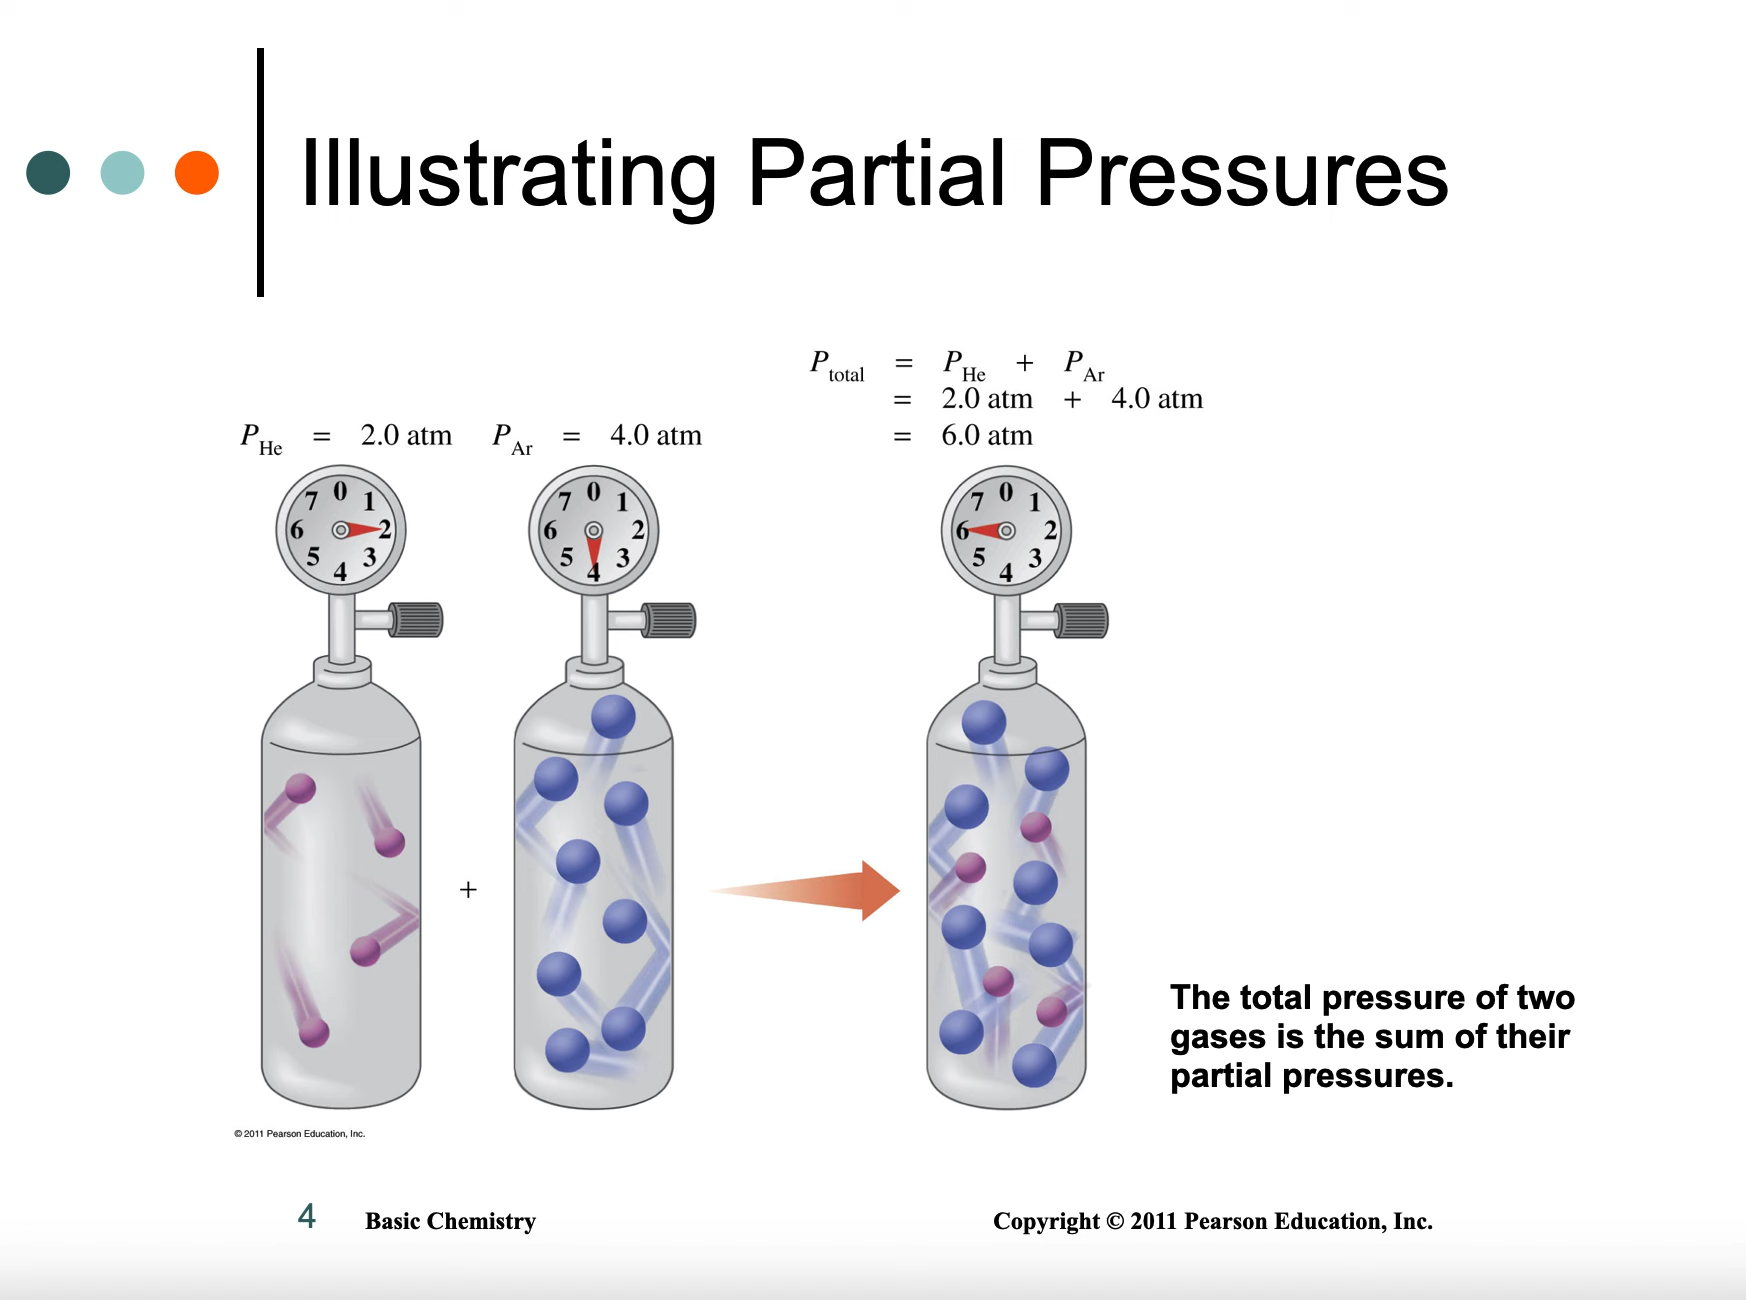 Illustrating Partial Pressures
P total = P He + P Ar
= 2.0 atm + 4.0 atm
P He = 2.0 atm P Ar = 4.0 atm = 6.0 atm
0 1 2 3 4 5 6 7
0 1 2 3 4 5 6 7
0 1 2 3 4 5 6 7
+
The total pressure of two
gases is the sum of their
partial pressures.
© 2011 Pearson Education, Inc.
4 Basic Chemistry Copyright © 2011 Pearson Education, Inc.